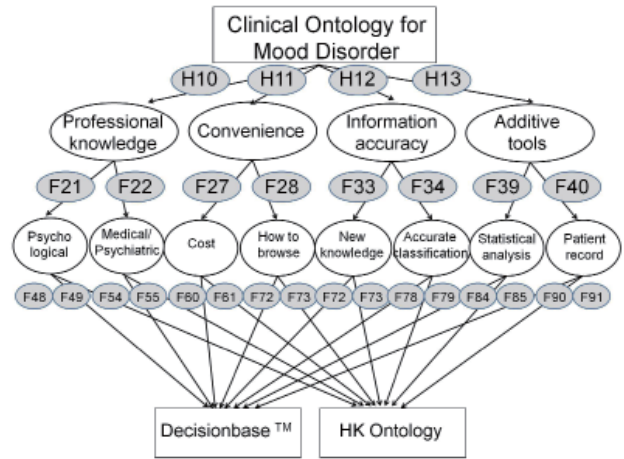 Clinical Ontology for
Mood Disorder
H10 H11 H12 H13
Professional
knowledge
Convenience
Information
accuracy
Additive
tools
F21 F22 F27 F28 F33 F34 F39 F40
Psycho
logical
Medical/
Psychiatric
Cost
How to
browse
New
knowledge
Accurate
classification
Statistical
analysis
Patient
record
F48 F49 F54 F55 F60 F61 F72 F73 F72 F73 F78 F79 F84 F85 F90 F91
Decisionbase TM
HK Ontology